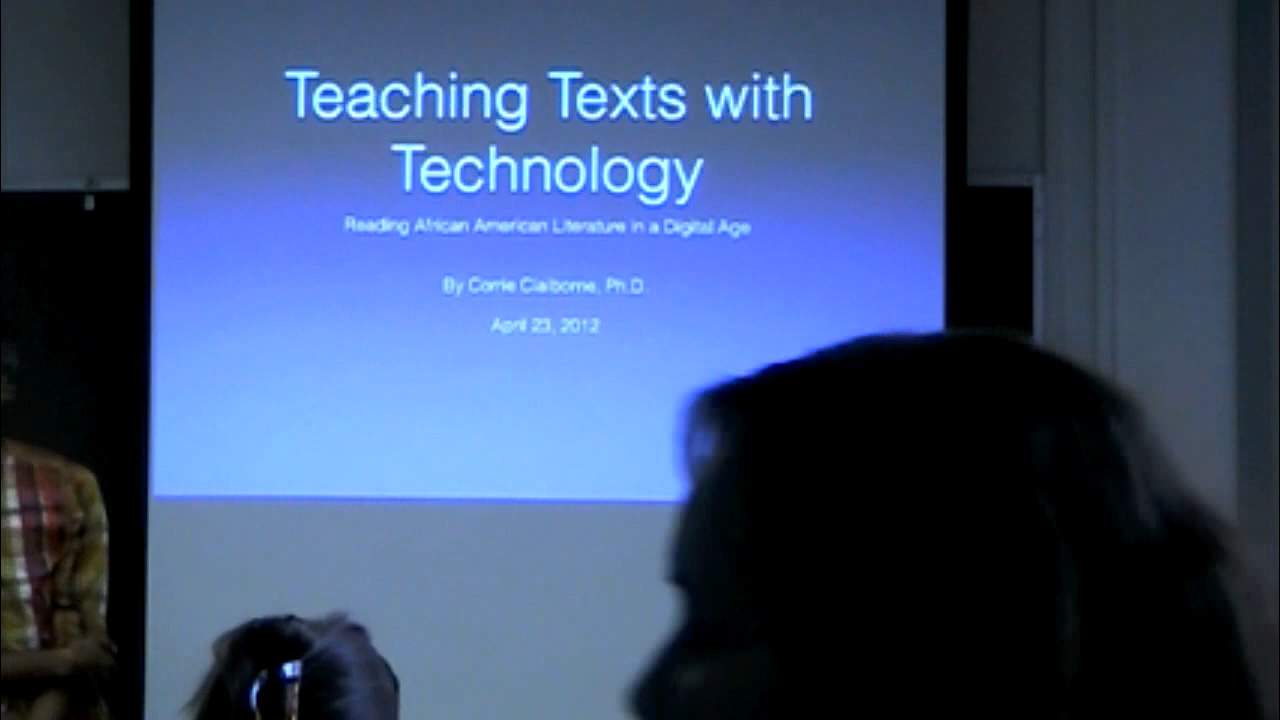 Teaching Texts with
Technology
Reading African American Literature in a Digital Age
By Corrie Claiborne, Ph.D.
April 23, 2012